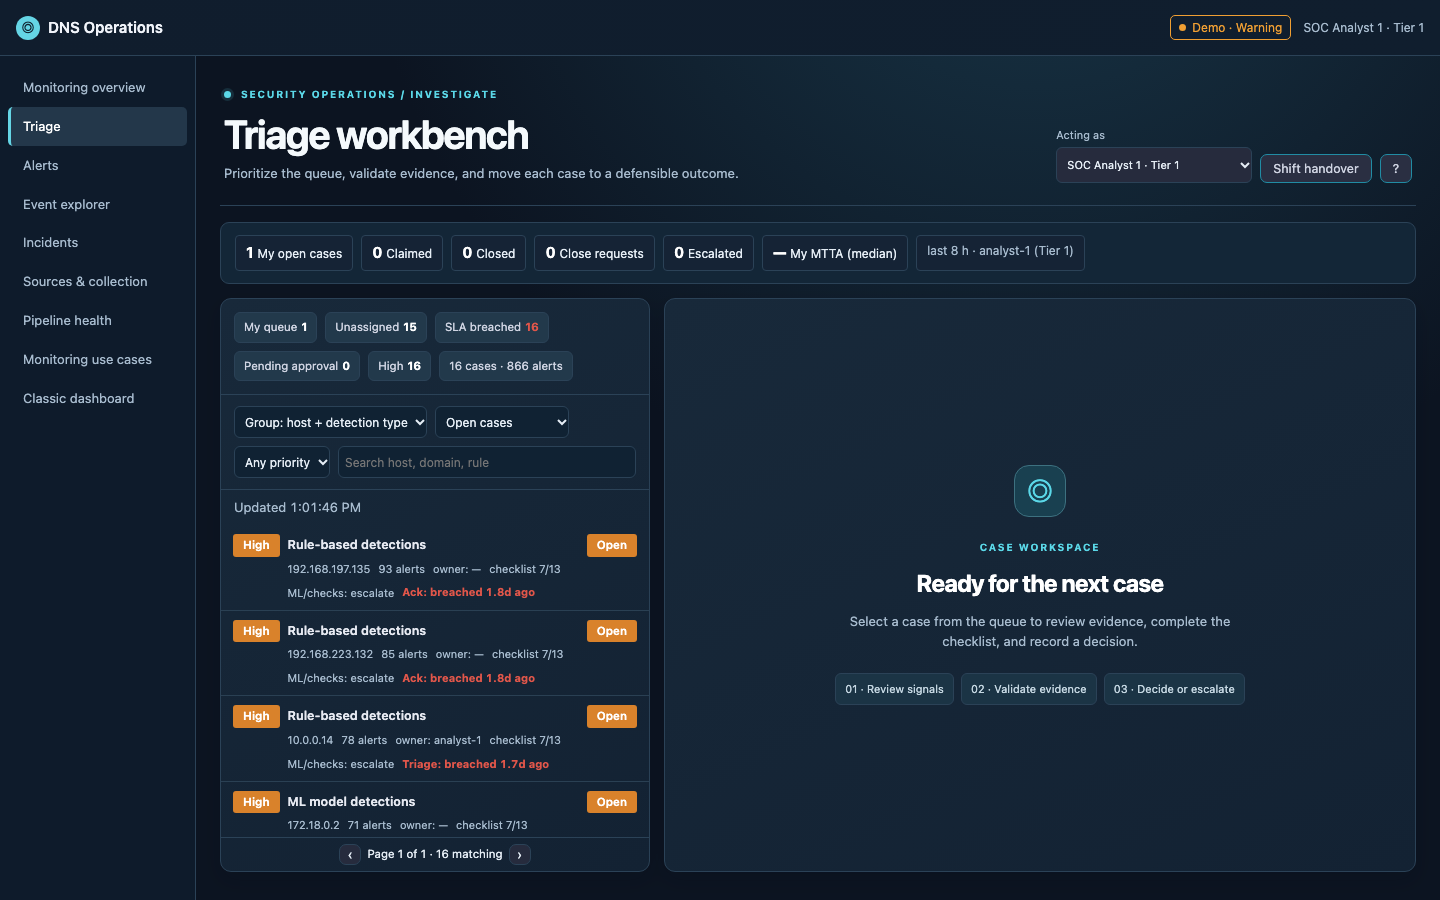 DNS Operations
Demo · Warning
SOC Analyst 1 · Tier 1
Monitoring overview
Triage
Alerts
Event explorer
Incidents
Sources & collection
Pipeline health
Monitoring use cases
Classic dashboard
SECURITY OPERATIONS / INVESTIGATE
Triage workbench
Prioritize the queue, validate evidence, and move each case to a defensible outcome.
Acting as
SOC Analyst 1 · Tier 1
Shift handover
?
1 My open cases
0 Claimed
0 Closed
0 Close requests
0 Escalated
— My MTTA (median)
last 8 h · analyst-1 (Tier 1)
My queue 1
Unassigned 15
SLA breached 16
Pending approval 0
High 16
16 cases · 866 alerts
Group: host + detection type
Open cases
Any priority
Search host, domain, rule
Updated 1:01:46 PM
High Rule-based detections Open
192.168.197.135 93 alerts owner: — checklist 7/13
ML/checks: escalate Ack: breached 1.8d ago
High Rule-based detections Open
192.168.223.132 85 alerts owner: — checklist 7/13
ML/checks: escalate Ack: breached 1.8d ago
High Rule-based detections Open
10.0.0.14 78 alerts owner: analyst-1 checklist 7/13
ML/checks: escalate Triage: breached 1.7d ago
High ML model detections Open
172.18.0.2 71 alerts owner: — checklist 7/13
‹ Page 1 of 1 · 16 matching ›
CASE WORKSPACE
Ready for the next case
Select a case from the queue to review evidence, complete the
checklist, and record a decision.
01 · Review signals
02 · Validate evidence
03 · Decide or escalate